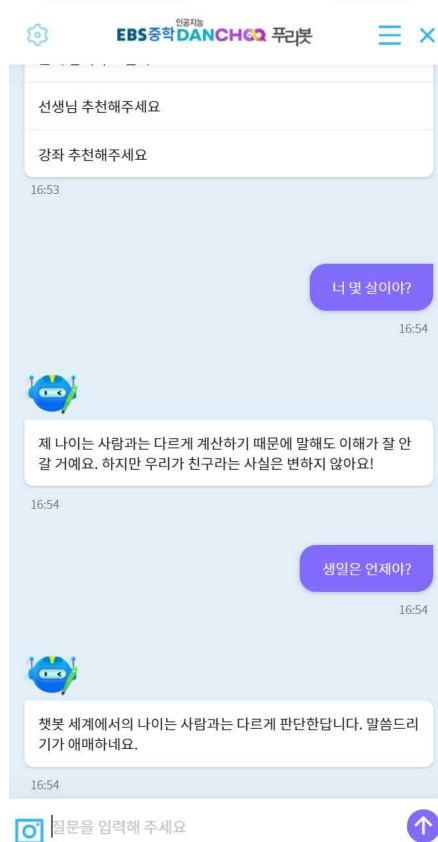 인공지능
EBS중학DANCHOO 푸리봇
선생님 추천해주세요
강좌 추천해주세요
16:53
너 몇 살이야?
16:54
제 나이는 사람과는 다르게 계산하기 때문에 말해도 이해가 잘 안
갈 거예요. 하지만 우리가 친구라는 사실은 변하지 않아요!
16:54
생일은 언제야?
16:54
챗봇 세계에서의 나이는 사람과는 다르게 판단한답니다. 말씀드리
기가 애매하네요.
16:54
질문을 입력해 주세요